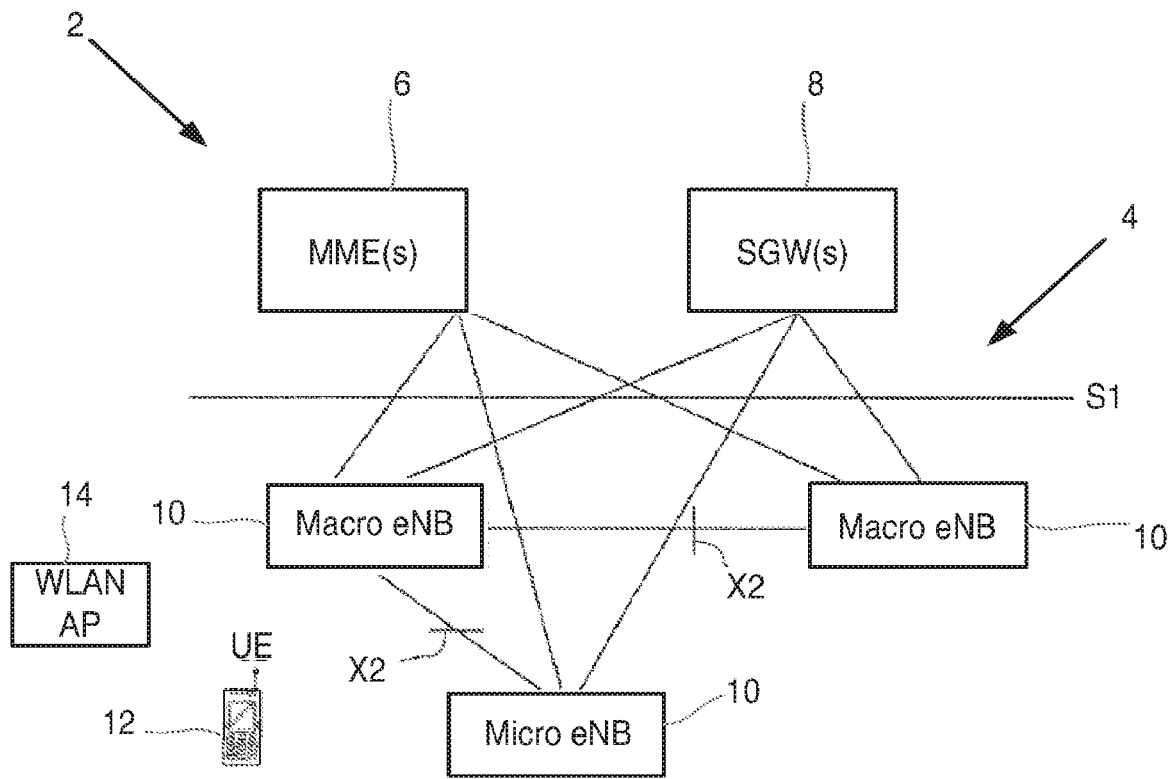 2
6
8
MME(s)
SGW(s)
4
S1
14
10
Macro eNB
Macro eNB
10
WLAN
AP
X2
UE
X2
10
12
Micro eNB